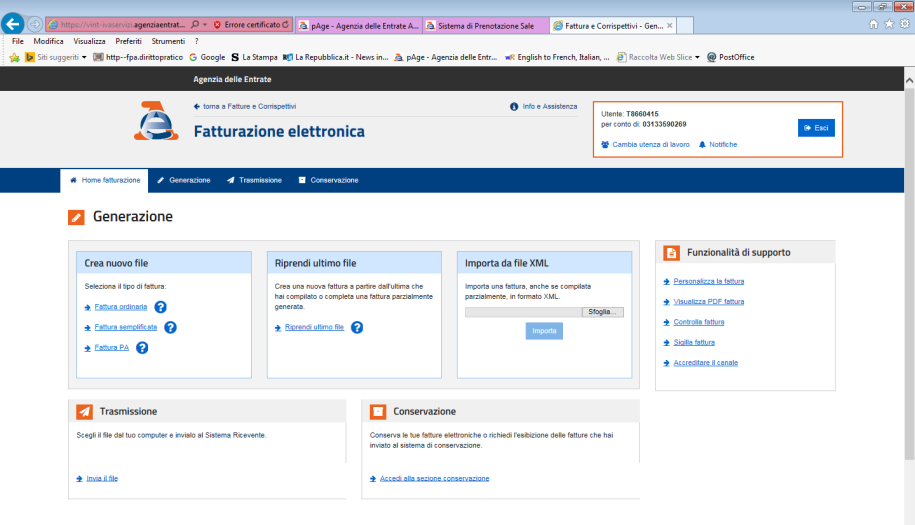 https://vint-ivaservizi.agenziaentrat...
Errore certificato
pAge - Agenzia delle Entrate A...
Sistema di Prenotazione Sale
Fattura e Corrispettivi - Gen...
File Modifica Visualizza Preferiti Strumenti ?
Siti suggeriti http--fpa.dirittopratico Google La Stampa La Repubblica.it - News in... pAge - Agenzia delle Entr... English to French, Italian, ... Raccolta Web Slice PostOffice
Agenzia delle Entrate
torna a Fatture e Corrispettivi
Info e Assistenza
Fatturazione elettronica
Utente: T8660415
per conto di: 03133590269
Esci
Cambia utenza di lavoro Notifiche
Home fatturazione Generazione Trasmissione Conservazione
Generazione
Crea nuovo file
Seleziona il tipo di fattura:
Fattura ordinaria ?
Fattura semplificata ?
Fattura PA ?
Riprendi ultimo file
Crea una nuova fattura a partire dall'ultima che
hai compilato o completa una fattura parzialmente
generata.
Riprendi ultimo file ?
Importa da file XML
Importa una fattura, anche se compilata
parzialmente, in formato XML.
Sfoglia...
Importa
Funzionalità di supporto
Personalizza la fattura
Visualizza PDF fattura
Controlla fattura
Sigilla fattura
Accreditare il canale
Trasmissione
Scegli il file dal tuo computer e invialo al Sistema Ricevente.
Invia il file
Conservazione
Conserva le tue fatture elettroniche o richiedi l'esibizione delle fatture che hai
inviato al sistema di conservazione.
Accedi alla sezione conservazione